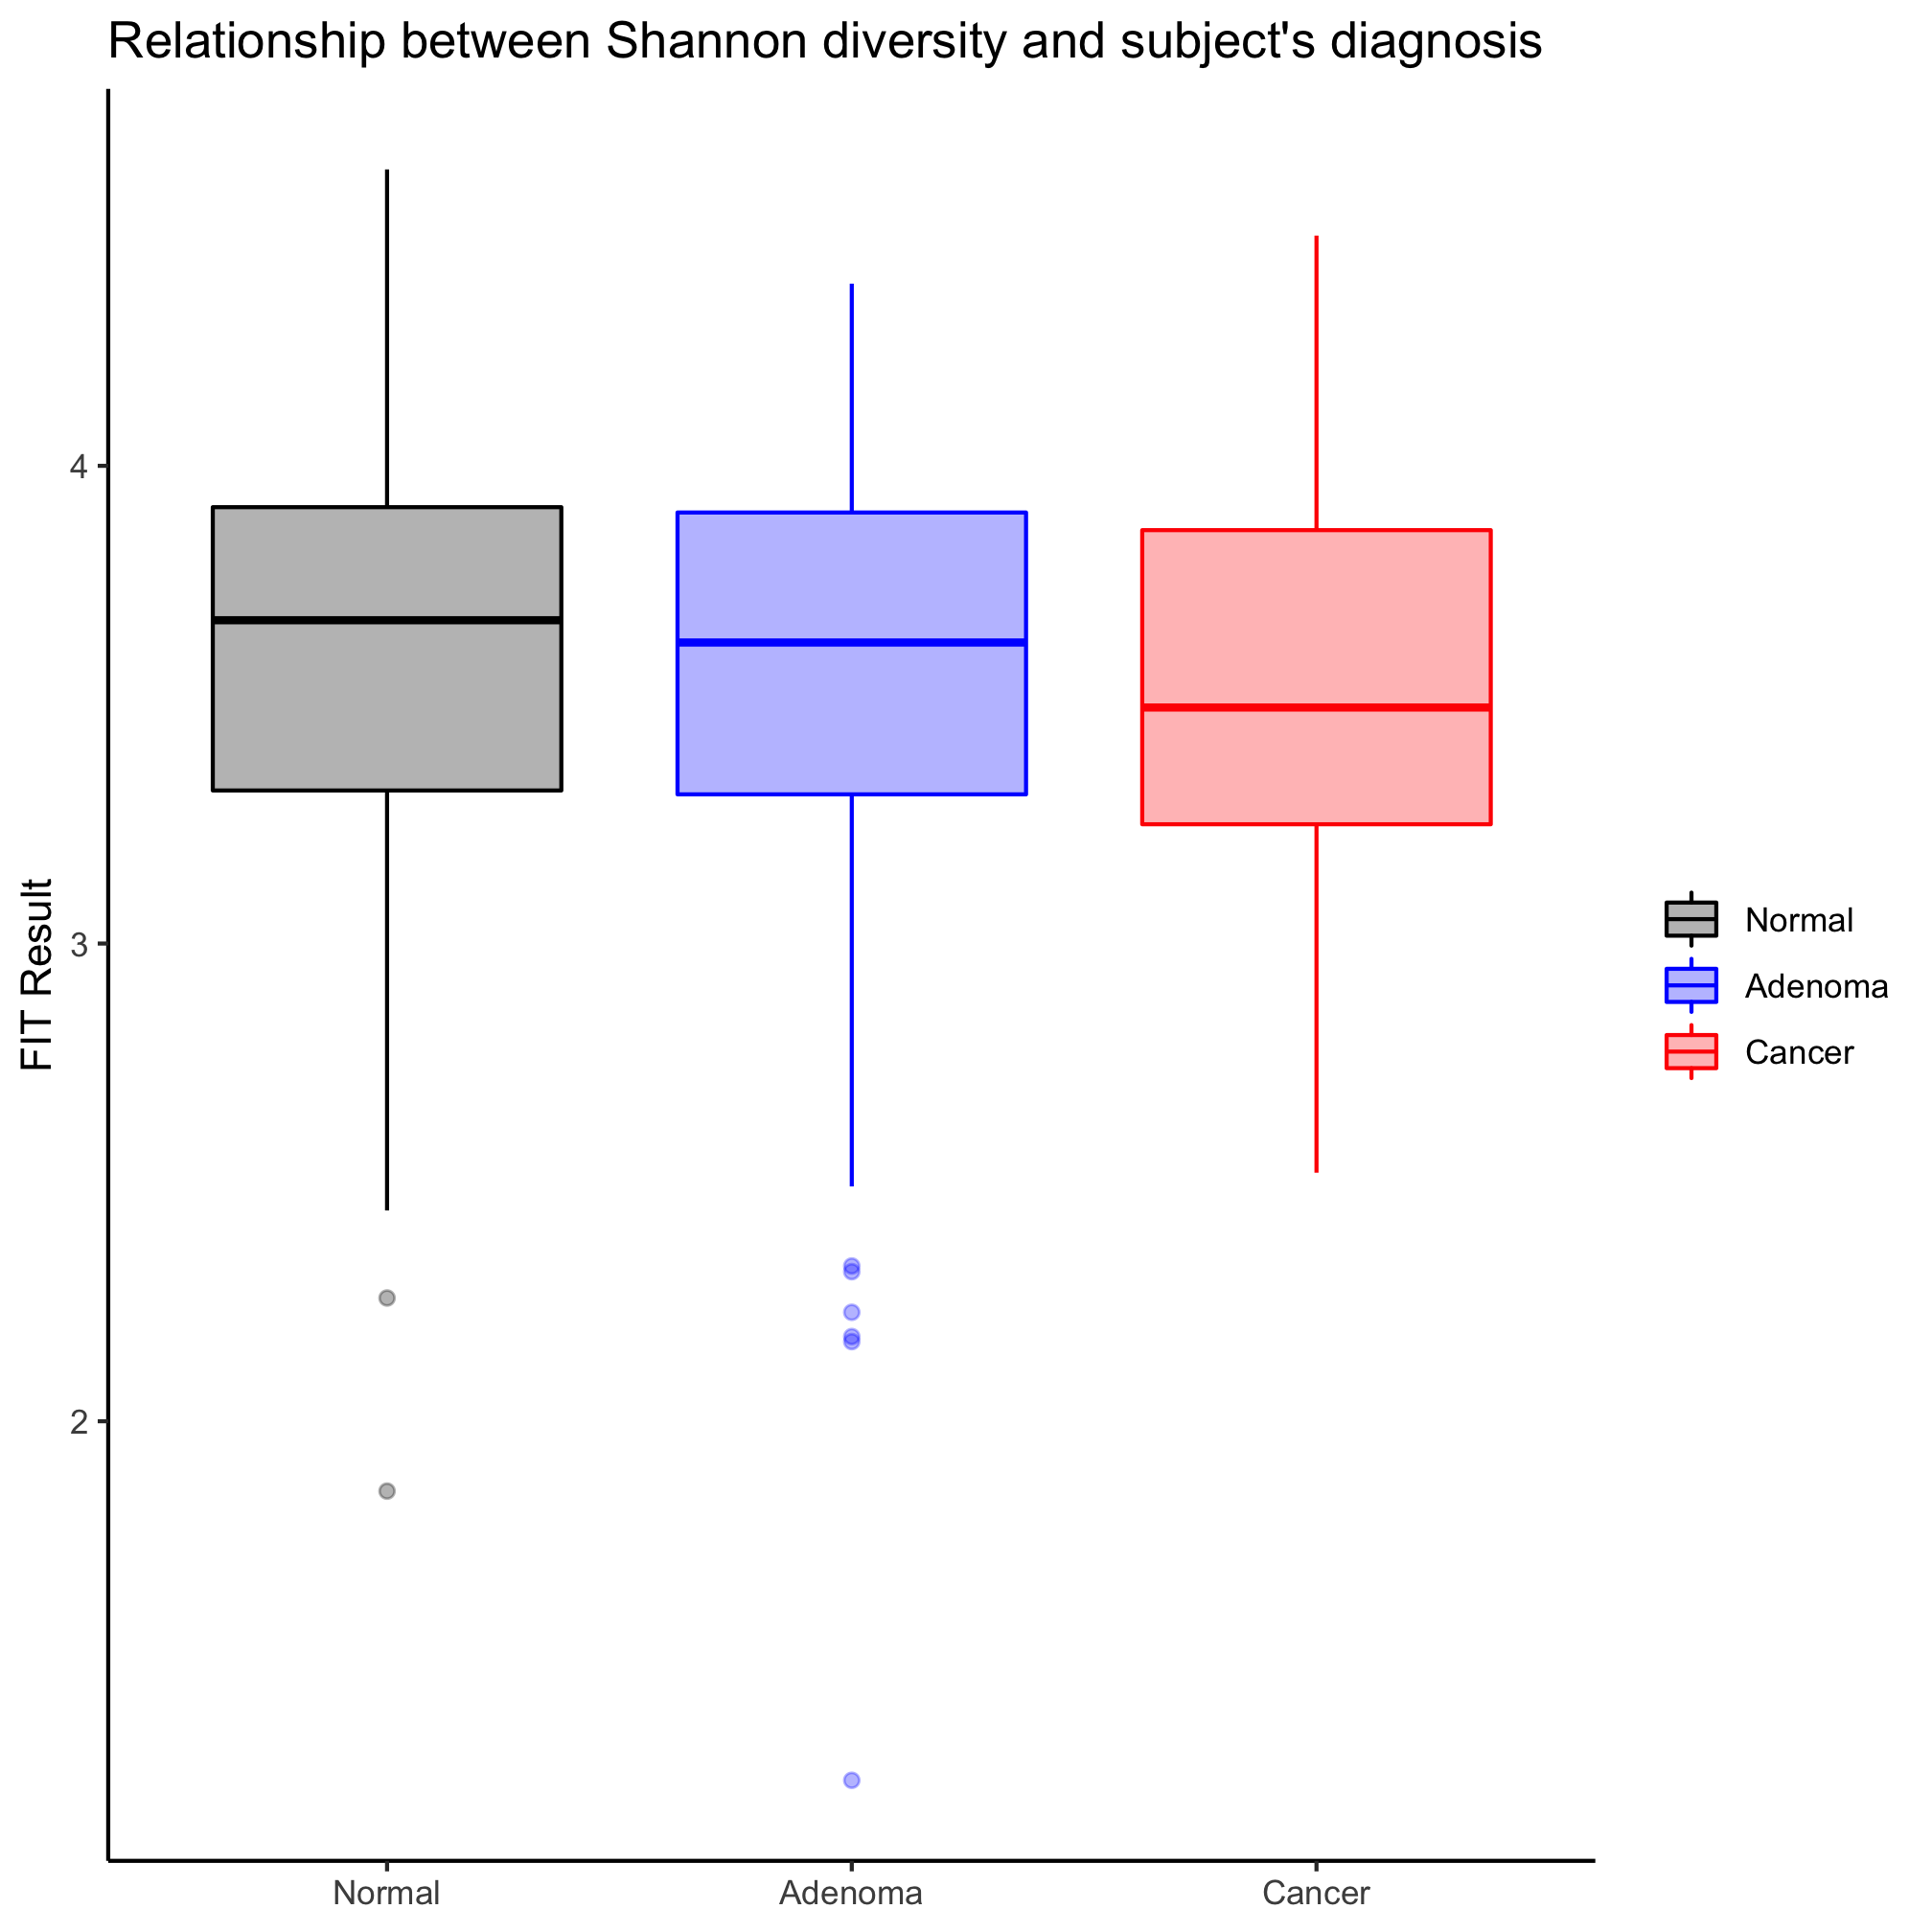 Relationship between Shannon diversity and subject's diagnosis
FIT Result
4
3
2
Normal
Adenoma
Cancer
Normal
Adenoma
Cancer